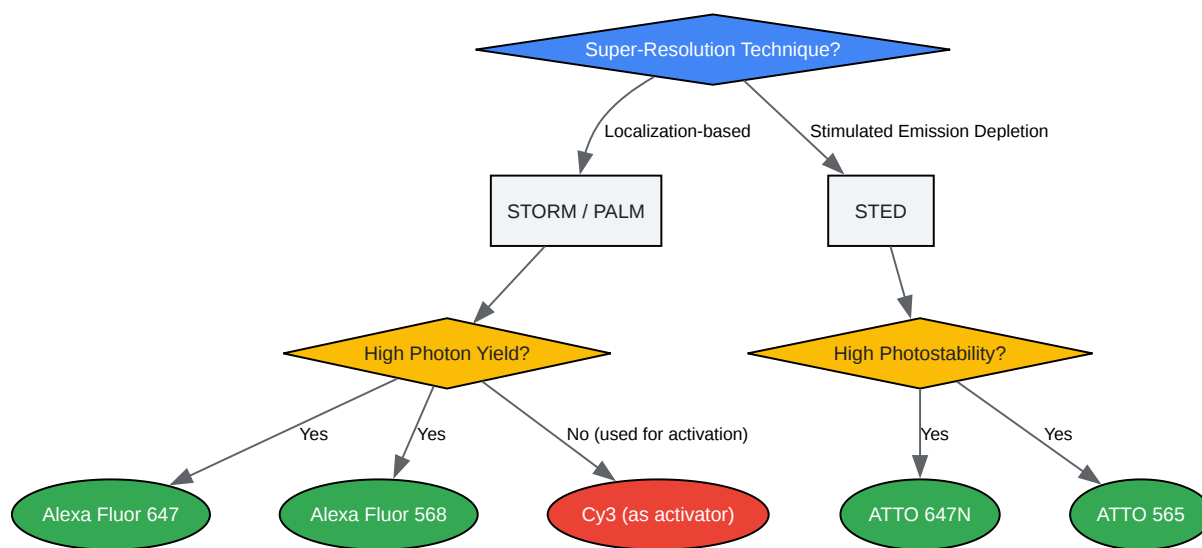 Super-Resolution Technique?
Localization-based
Stimulated Emission Depletion
STORM / PALM
STED
High Photon Yield?
High Photostability?
Yes
Yes
No (used for activation)
Yes
Yes
Alexa Fluor 647
Alexa Fluor 568
Cy3 (as activator)
ATTO 647N
ATTO 565